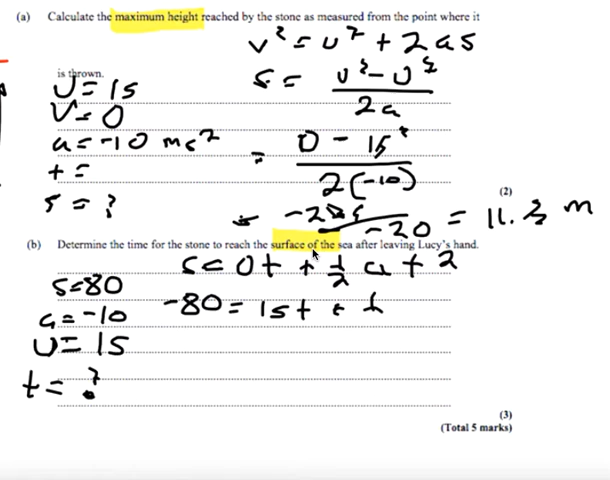 (a) Calculate the maximum height reached by the stone as measured from the point where it
is thrown.
v² = u² + 2as
U = 15
s = v² - u² / 2a
V = 0
a = -10 ms²
= 0 - 15² / 2(-10)
t =
s = ?
(2)
= -225 / -20 = 11.3 m
(b) Determine the time for the stone to reach the surface of the sea after leaving Lucy's hand.
s = ut + ½ a t 2
s = 80
-80 = 15t +
a = -10
U = 15
t = ?
(3)
(Total 5 marks)